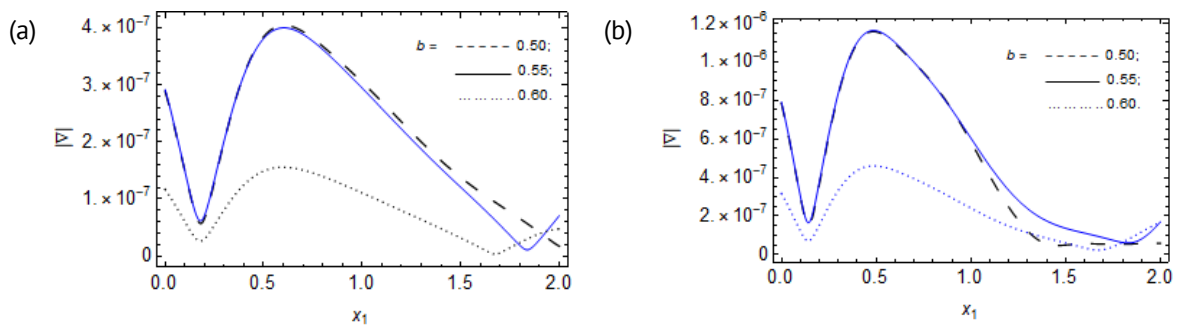 (a)
4. × 10⁻⁷
3. × 10⁻⁷
2. × 10⁻⁷
1. × 10⁻⁷
0
|∇|
b = 0.50;
0.55;
0.60.
0.0 0.5 1.0 1.5 2.0
x₁
(b)
1.2 × 10⁻⁶
1. × 10⁻⁶
8. × 10⁻⁷
6. × 10⁻⁷
4. × 10⁻⁷
2. × 10⁻⁷
0
|∇|
b = 0.50;
0.55;
0.60.
0.0 0.5 1.0 1.5 2.0
x₁